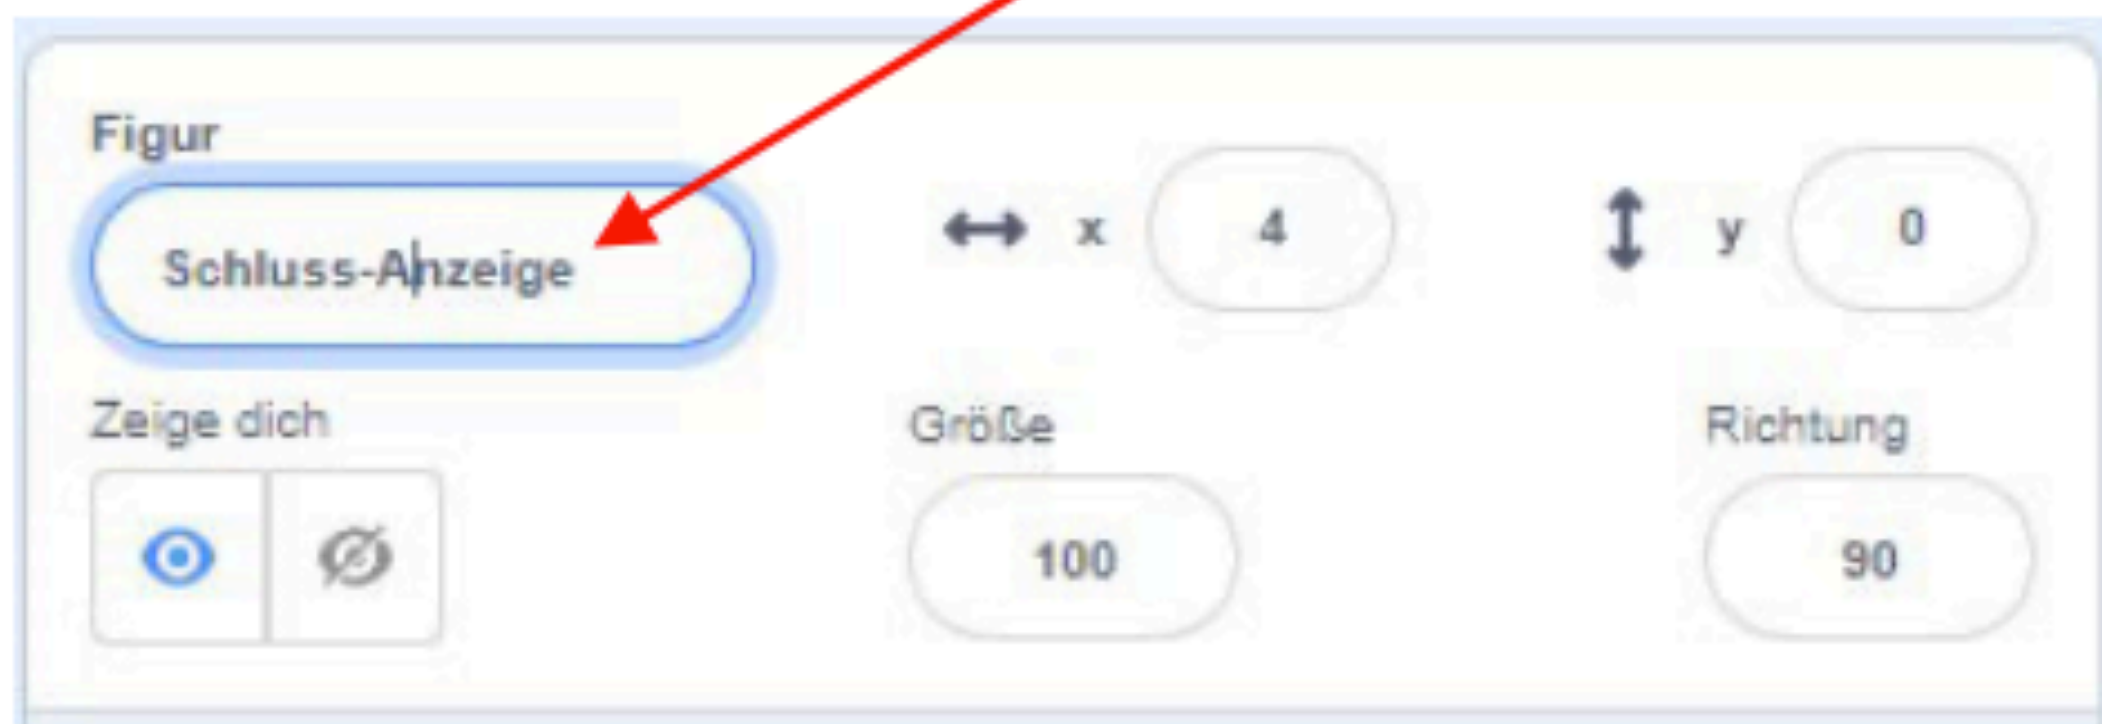 Figur
Schluss-Anzeige
x 4
y 0
Zeige dich
Größe
Richtung
100
90